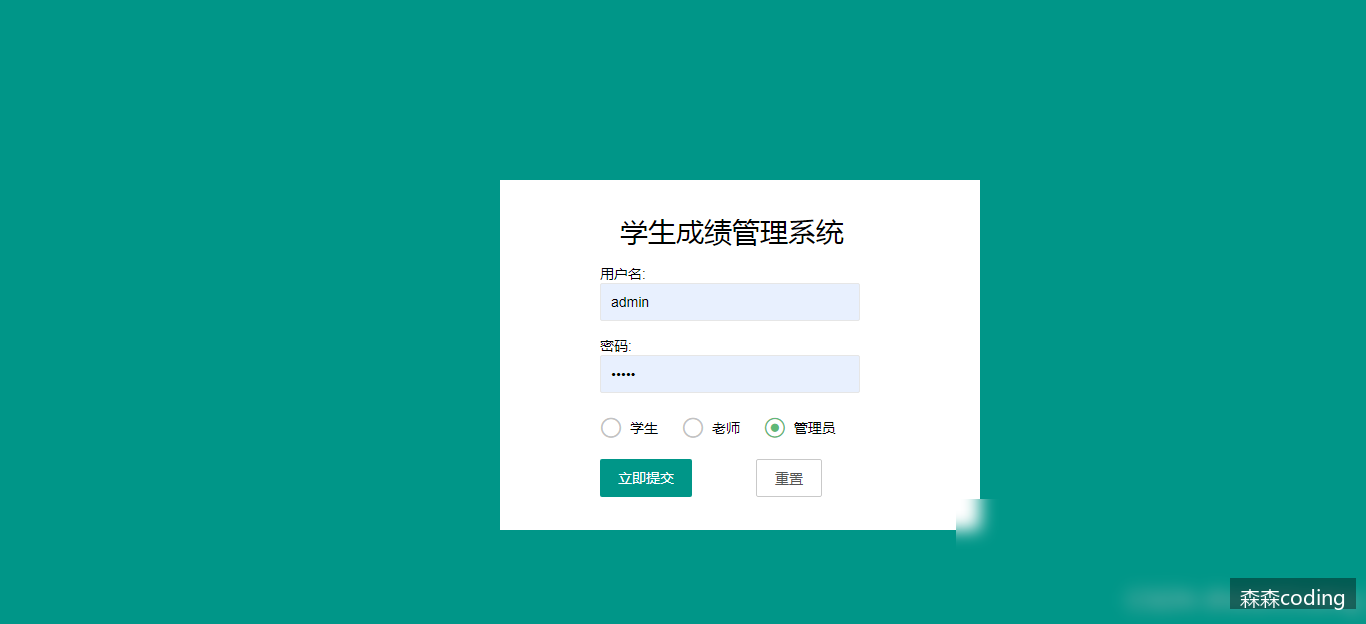 学生成绩管理系统
用户名:
admin
密码:
•••••
学生 老师 管理员
立即提交 重置
森森coding